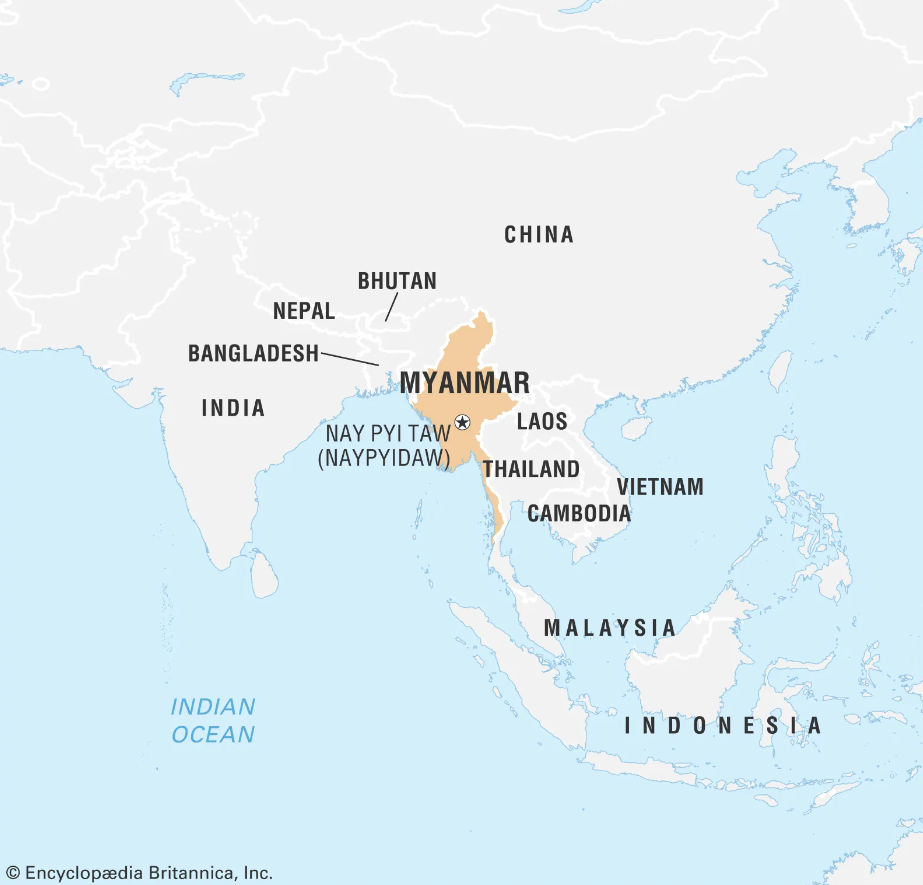 CHINA
BHUTAN
NEPAL
BANGLADESH
MYANMAR
INDIA
LAOS
NAY PYI TAW
(NAYPYIDAW)
THAILAND
VIETNAM
CAMBODIA
MALAYSIA
INDIAN
OCEAN
INDONESIA
© Encyclopædia Britannica, Inc.